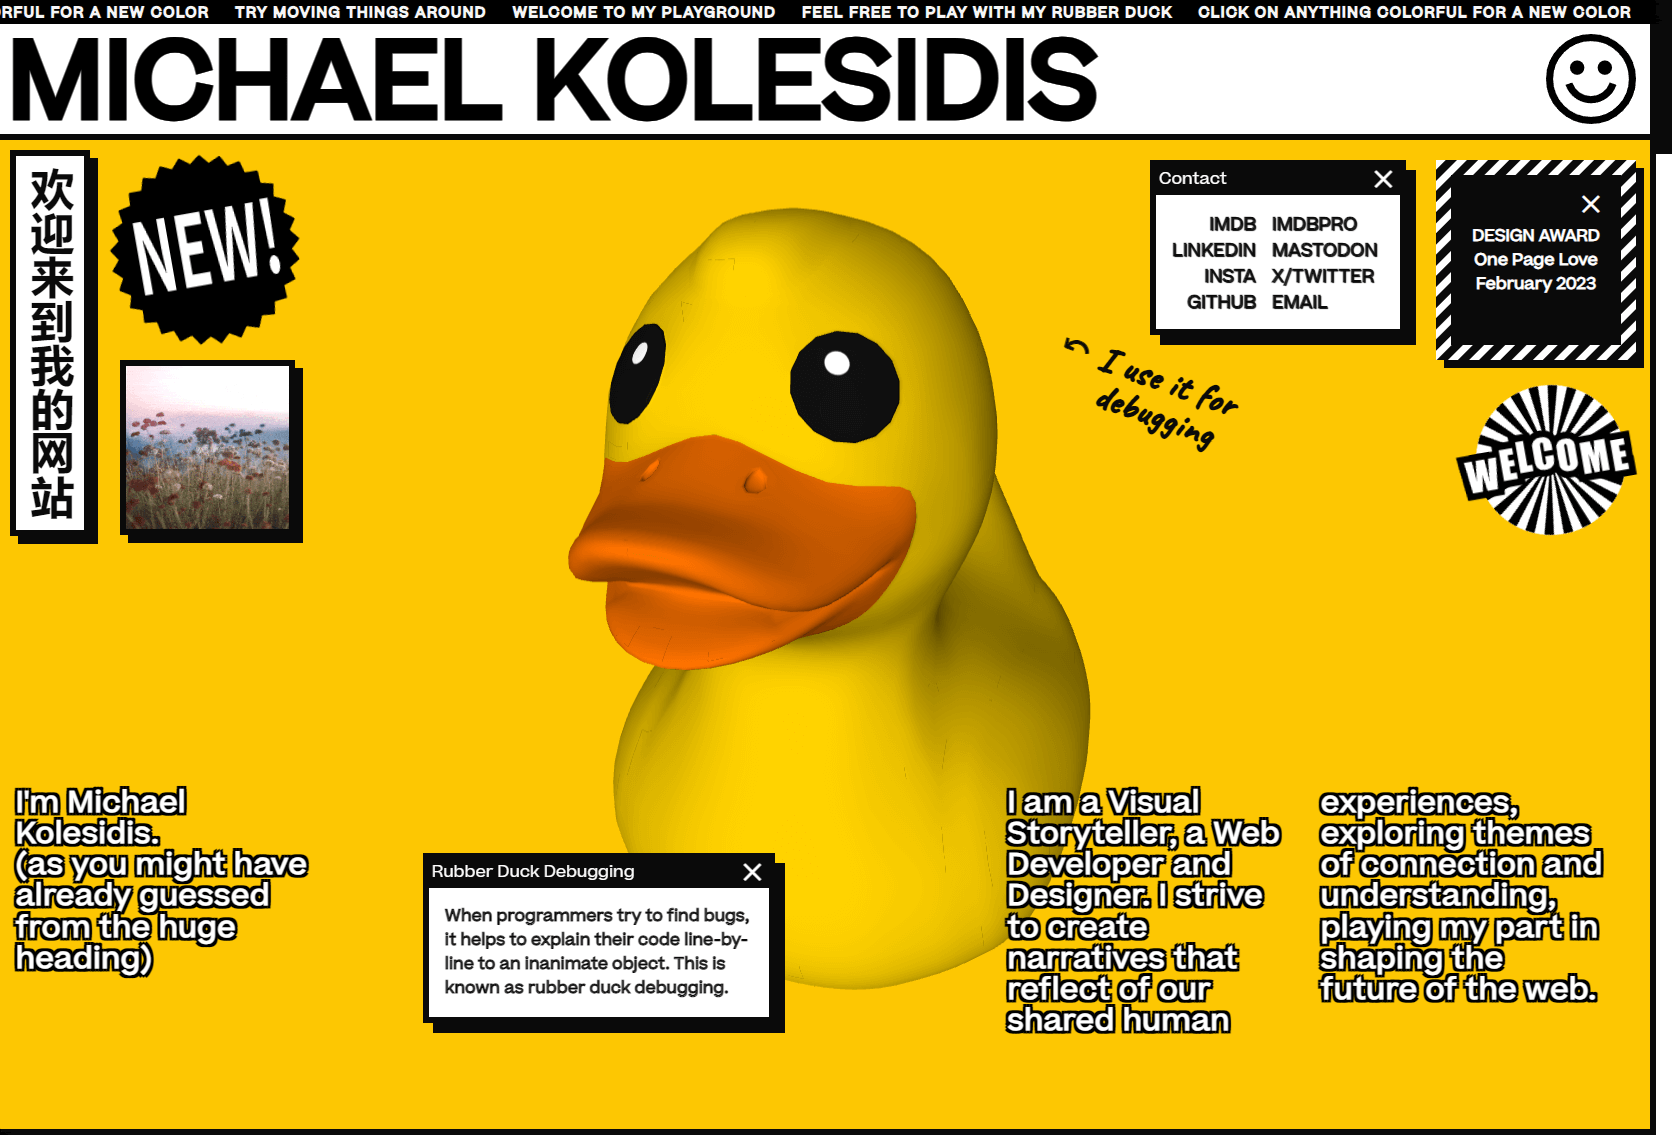 ORFUL FOR A NEW COLOR TRY MOVING THINGS AROUND WELCOME TO MY PLAYGROUND FEEL FREE TO PLAY WITH MY RUBBER DUCK CLICK ON ANYTHING COLORFUL FOR A NEW COLOR
MICHAEL KOLESIDIS
欢迎来到我的网站
NEW!
Contact
IMDB IMDBPRO
LINKEDIN MASTODON
INSTA X/TWITTER
GITHUB EMAIL
DESIGN AWARD
One Page Love
February 2023
I use it for
debugging
WELCOME
I'm Michael
Kolesidis.
(as you might have
already guessed
from the huge
heading)
Rubber Duck Debugging
When programmers try to find bugs,
it helps to explain their code line-by-
line to an inanimate object. This is
known as rubber duck debugging.
I am a Visual
Storyteller, a Web
Developer and
Designer. I strive
to create
narratives that
reflect of our
shared human
experiences,
exploring themes
of connection and
understanding,
playing my part in
shaping the
future of the web.